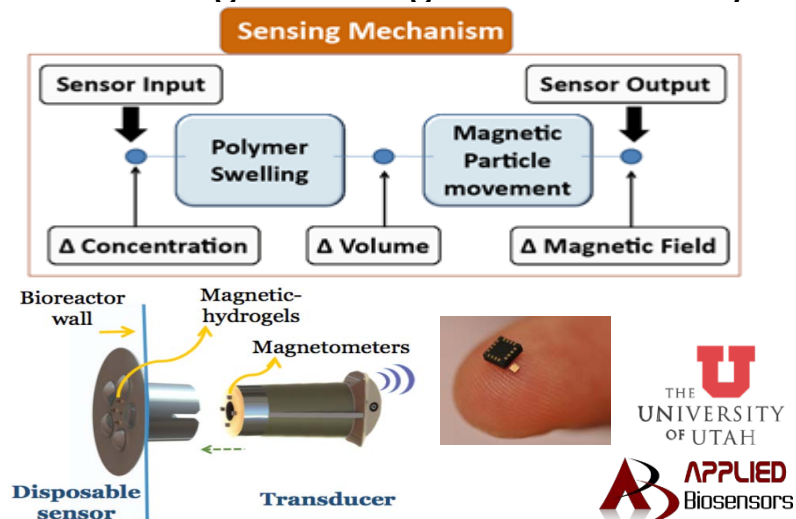 Sensing Mechanism
Sensor Input
Sensor Output
Polymer
Swelling
Magnetic
Particle
movement
Δ Concentration
Δ Volume
Δ Magnetic Field
Bioreactor
wall
Magnetic-
hydrogels
Magnetometers
Disposable
sensor
Transducer
THE
UNIVERSITY
OF UTAH
APPLIED
Biosensors